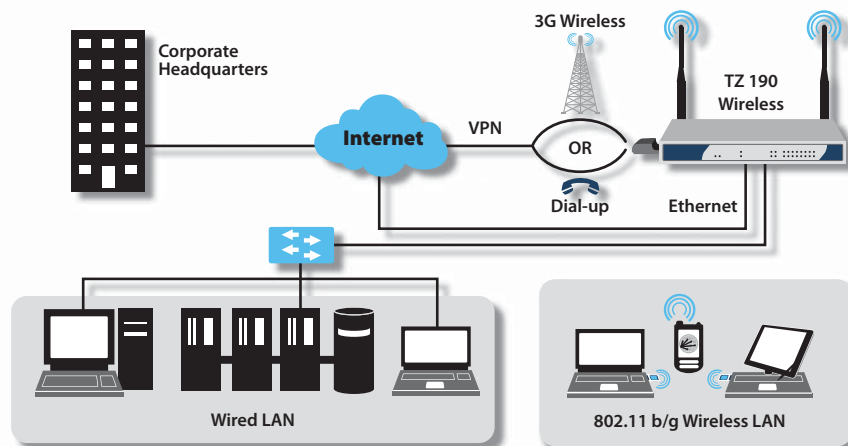 Corporate
Headquarters
3G Wireless
TZ 190
Wireless
Internet
VPN
OR
Dial-up
Ethernet
Wired LAN
802.11 b/g Wireless LAN